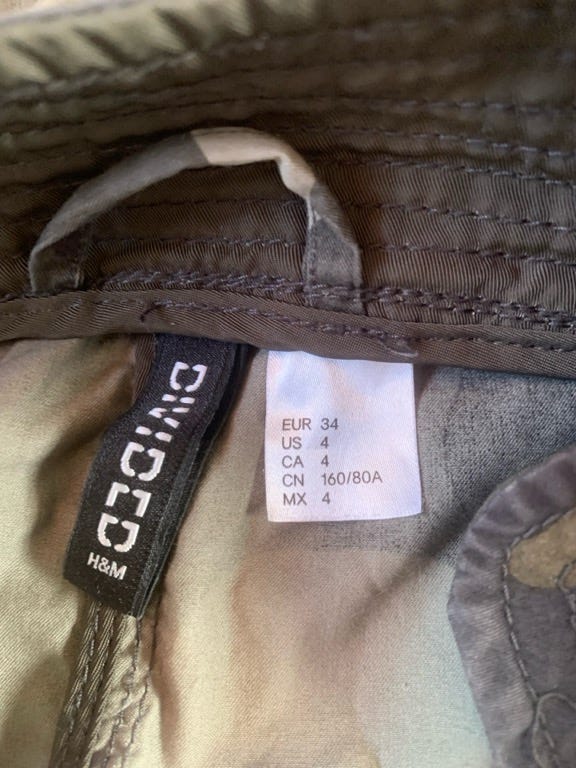 DIVIDED
H&M
EUR 34
US 4
CA 4
CN 160/80A
MX 4